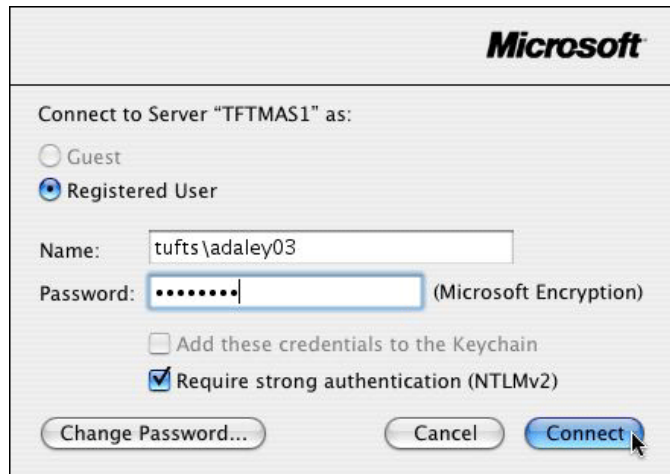 Microsoft
Connect to Server “TFTMAS1” as:
Guest
Registered User
Name: tufts\adaley03
Password: •••••••• (Microsoft Encryption)
Add these credentials to the Keychain
Require strong authentication (NTLMv2)
Change Password... Cancel Connect